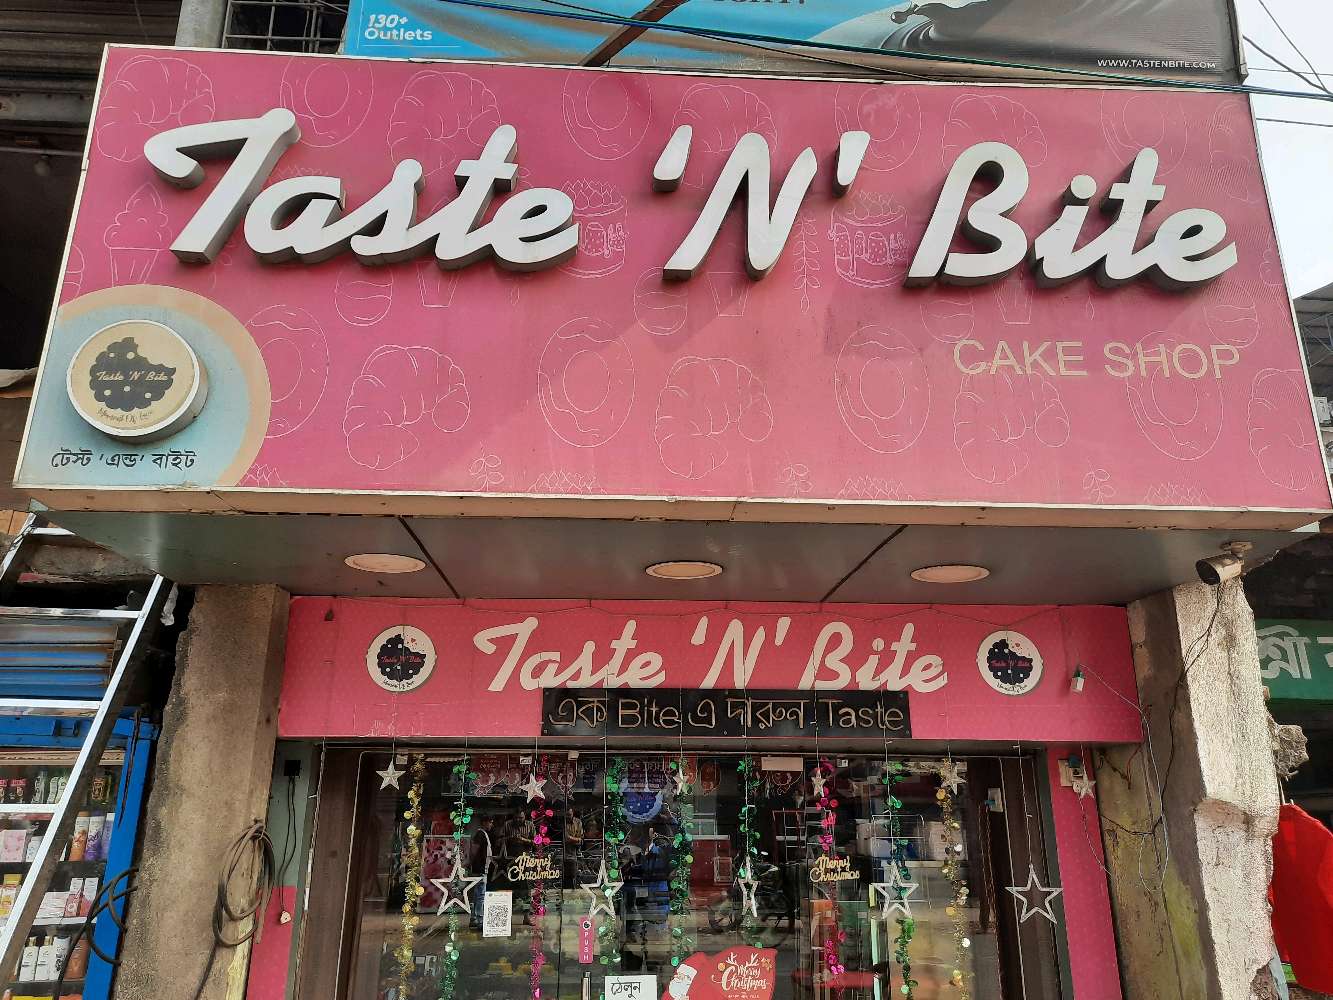 130+
Outlets
WWW.TASTENBITE.COM
Taste 'N' Bite
CAKE SHOP
Taste 'N' Bite
টেস্ট 'এন্ড' বাইট
Taste 'N' Bite
এক Bite এ দারুন Taste
Merry
Christmas
Merry
Christmas
PUSH
Merry
Christmas
ঠেলুন